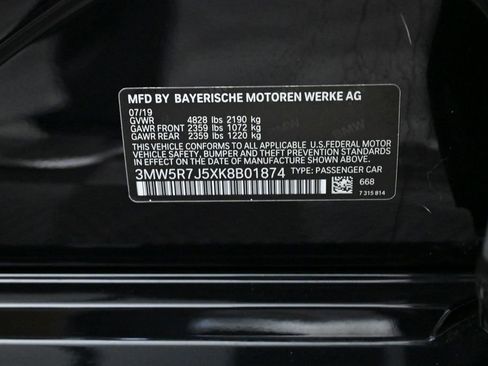 MFD BY BAYERISCHE MOTOREN WERKE AG
07/19
GVWR 4828 lbs 2190 kg
GAWR FRONT 2359 lbs 1072 kg
GAWR REAR 2359 lbs 1220 kg
THIS VEHICLE CONFORMS TO ALL APPLICABLE U.S.FEDERAL MOTOR
VEHICLE SAFETY, BUMPER AND THEFT PREVENTION STANDARDS
IN EFFECT ON THE DATE OF MANUFACTURE SHOWN ABOVE.
3MW5R7J5XK8B01874 TYPE: PASSENGER CAR
668
7 315 814